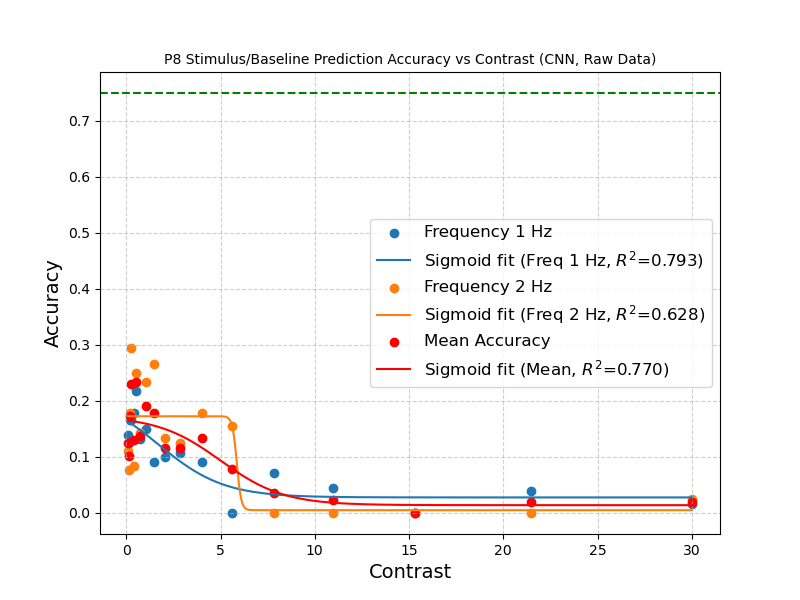 P8 Stimulus/Baseline Prediction Accuracy vs Contrast (CNN, Raw Data)
0.7
0.6
0.5
0.4
0.3
0.2
0.1
0.0
Accuracy
Frequency 1 Hz
Sigmoid fit (Freq 1 Hz, R²=0.793)
Frequency 2 Hz
Sigmoid fit (Freq 2 Hz, R²=0.628)
Mean Accuracy
Sigmoid fit (Mean, R²=0.770)
0 5 10 15 20 25 30
Contrast